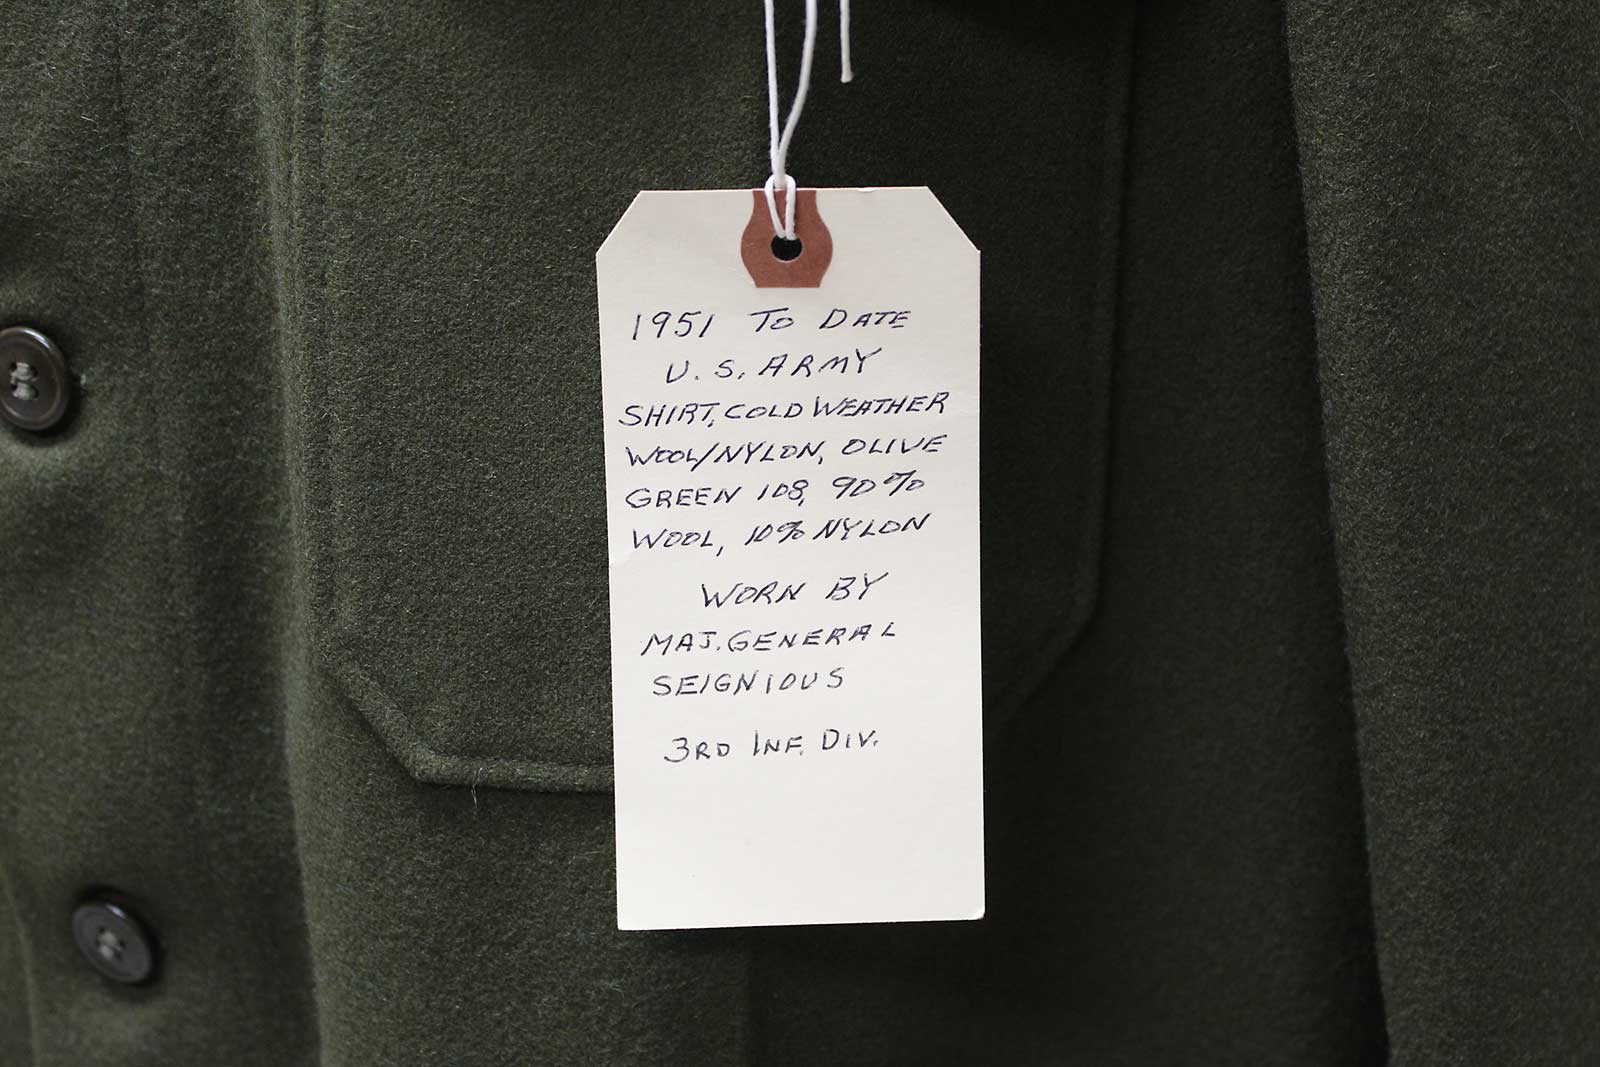 1951 TO DATE
U.S. ARMY
SHIRT, COLD WEATHER
WOOL/NYLON, OLIVE
GREEN 108, 90%
WOOL, 10% NYLON
WORN BY
MAJ. GENERAL
SEIGNIOUS
3RD INF. DIV.